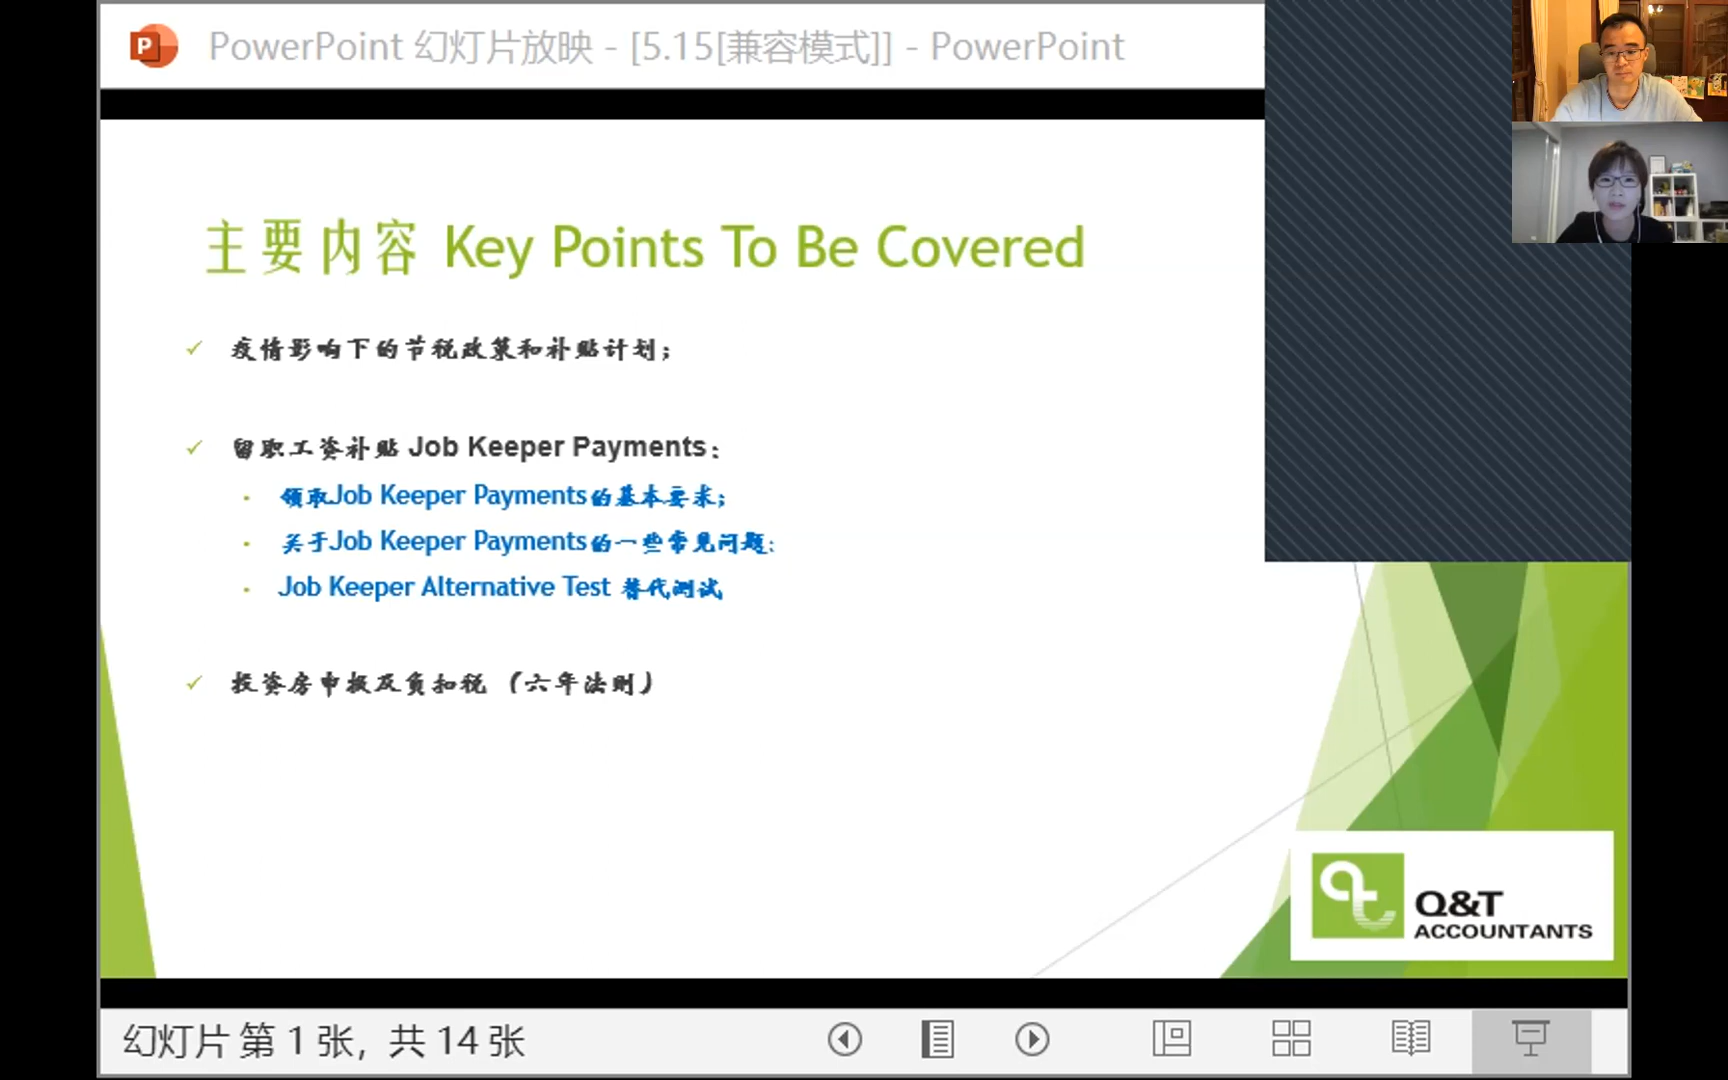 PowerPoint 幻灯片放映 - [5.15[兼容模式]] - PowerPoint
主要内容 Key Points To Be Covered
✓ 疫情影响下的节税政策和补贴计划；
✓ 留职工资补贴 Job Keeper Payments：
• 领取Job Keeper Payments的基本要求；
• 关于Job Keeper Payments的一些常见问题：
• Job Keeper Alternative Test 替代测试
✓ 投资房申报及负扣税（六年法则）
Q&T
ACCOUNTANTS
幻灯片 第 1 张，共 14 张